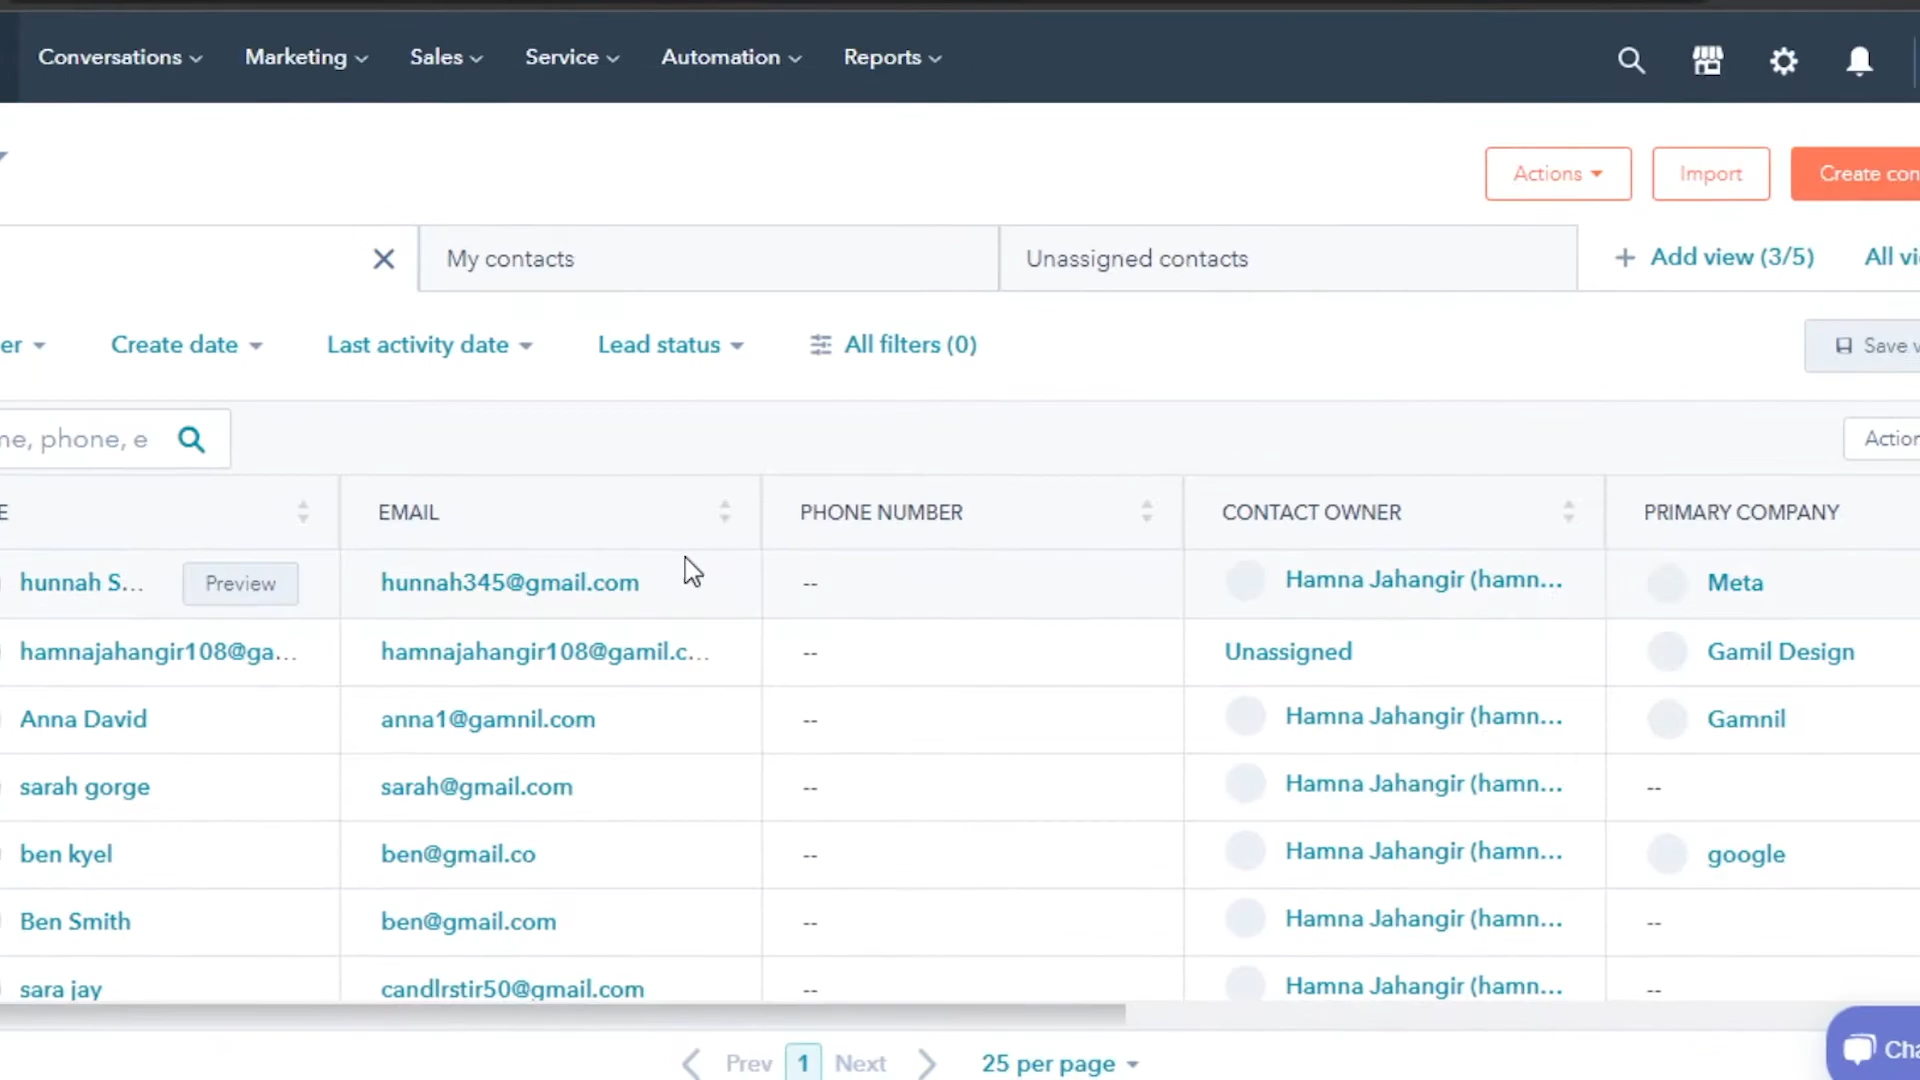 Conversations Marketing Sales Service Automation Reports
Actions Import Create con
My contacts Unassigned contacts + Add view (3/5) All vi
er Create date Last activity date Lead status All filters (0) Save v
me, phone, e Action
E EMAIL PHONE NUMBER CONTACT OWNER PRIMARY COMPANY
hunnah S... Preview hunnah345@gmail.com -- Hamna Jahangir (hamn... Meta
hamnajahangir108@ga... hamnajahangir108@gamil.c... -- Unassigned Gamil Design
Anna David anna1@gamnil.com -- Hamna Jahangir (hamn... Gamnil
sarah gorge sarah@gmail.com -- Hamna Jahangir (hamn... --
ben kyel ben@gmail.co -- Hamna Jahangir (hamn... google
Ben Smith ben@gmail.com -- Hamna Jahangir (hamn... --
sara jay candlrstir50@gmail.com -- Hamna Jahangir (hamn... --
Prev 1 Next 25 per page
Cha